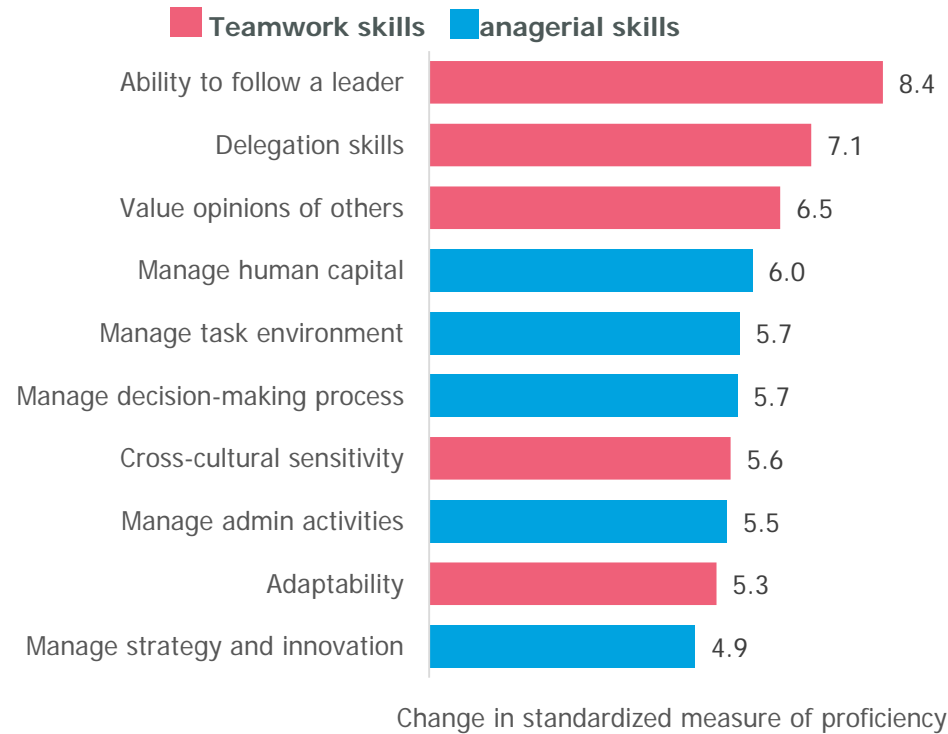 Teamwork skills anagerial skills
Ability to follow a leader 8.4
Delegation skills 7.1
Value opinions of others 6.5
Manage human capital 6.0
Manage task environment 5.7
Manage decision-making process 5.7
Cross-cultural sensitivity 5.6
Manage admin activities 5.5
Adaptability 5.3
Manage strategy and innovation 4.9
Change in standardized measure of proficiency